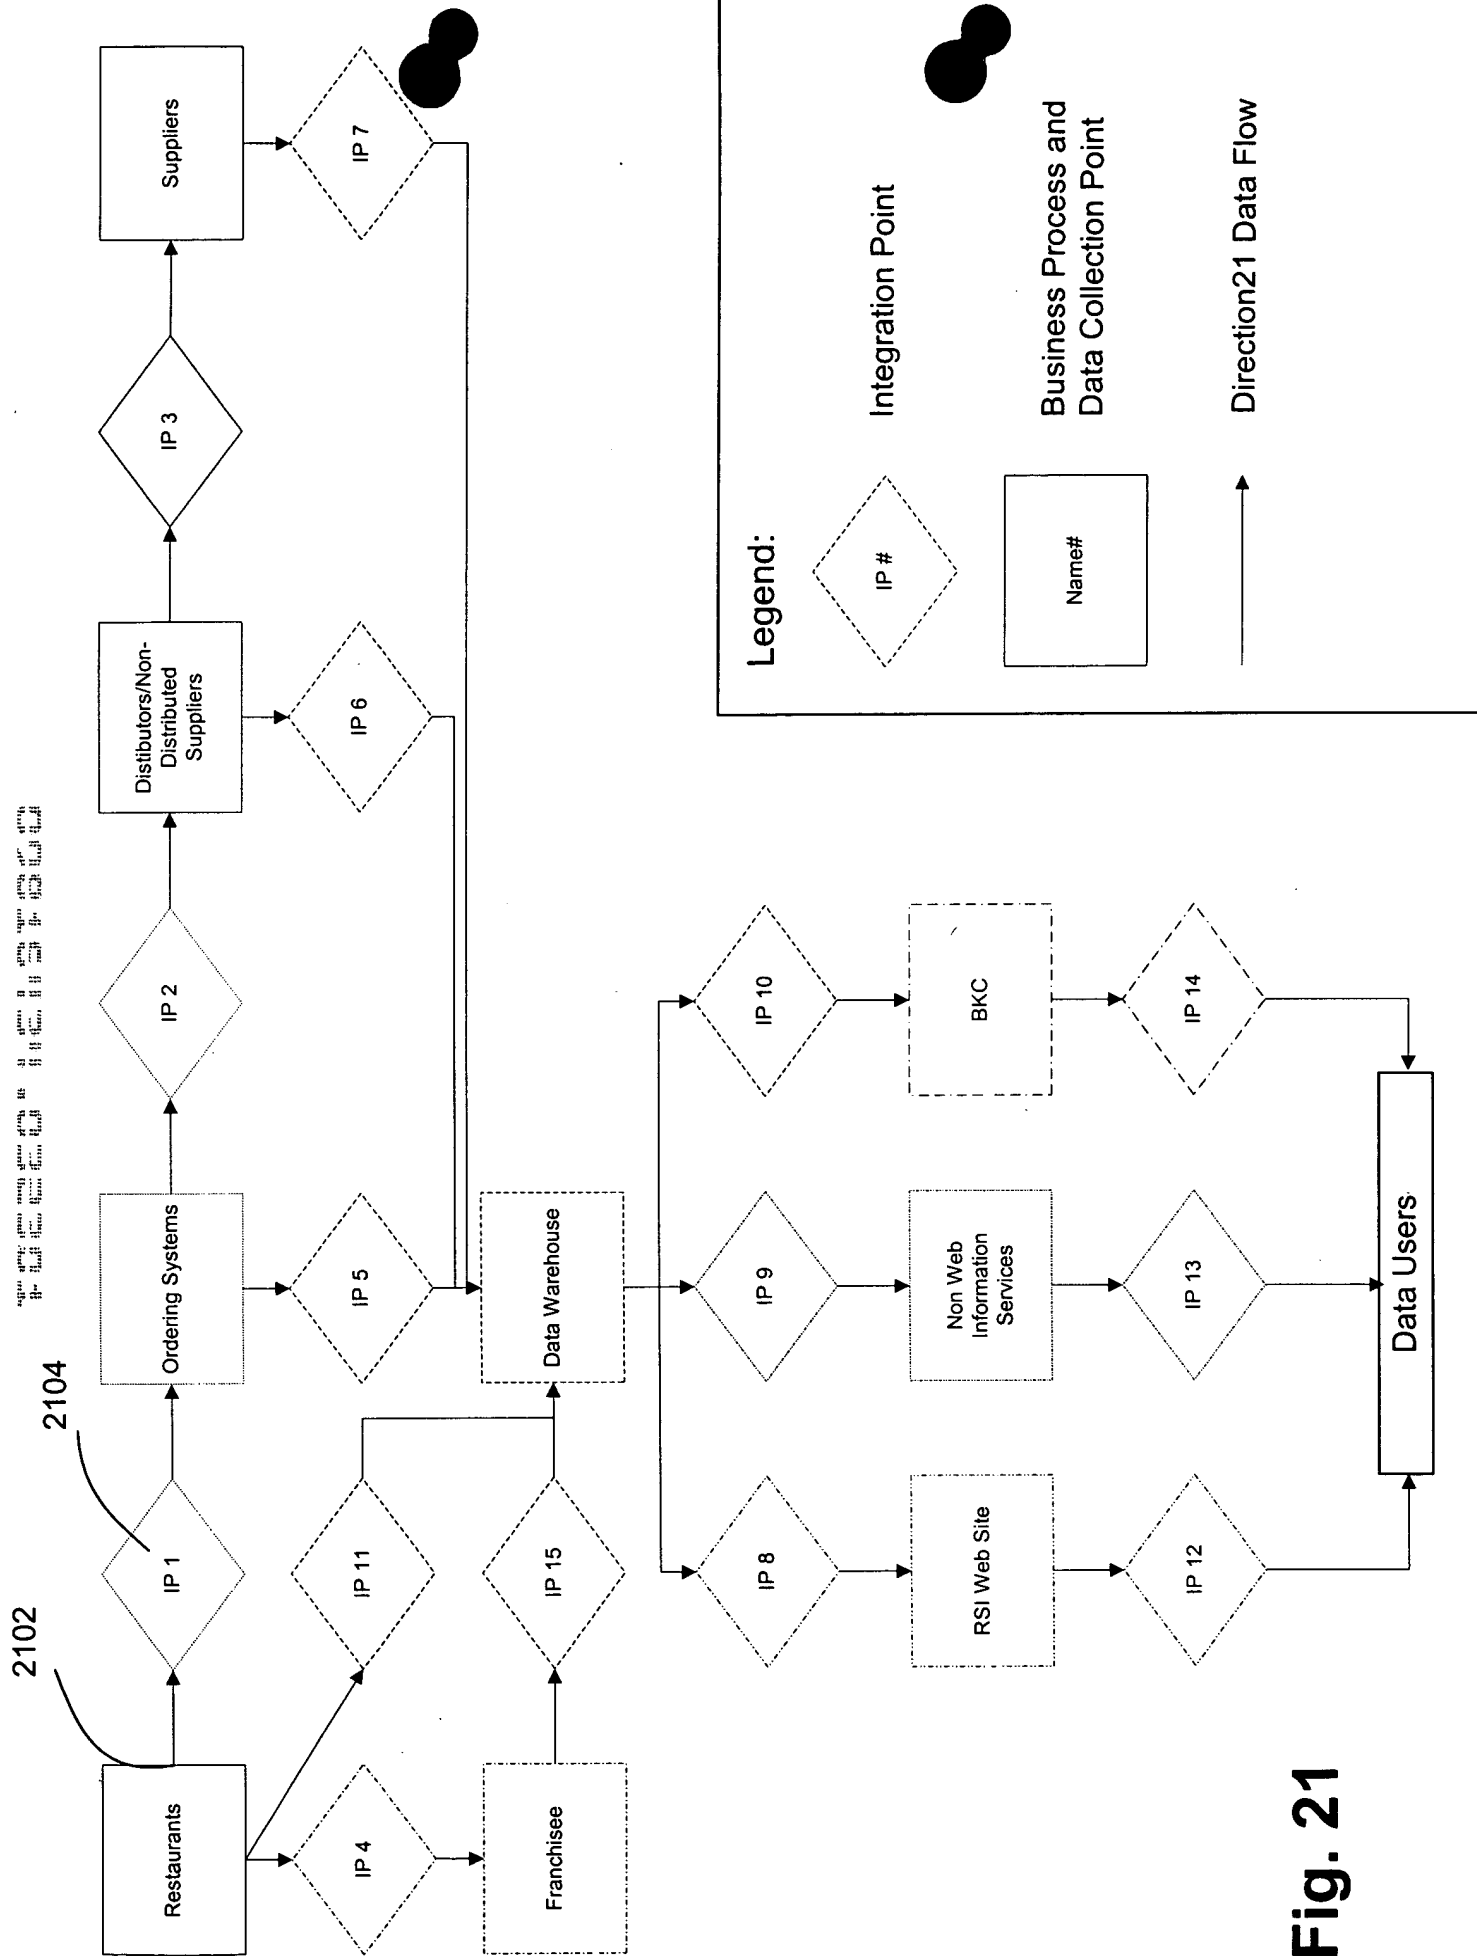 2102
2104
Restaurants
IP 1
Ordering Systems
IP 2
Distibutors/Non-
Distributed
Suppliers
IP 3
Suppliers
IP 4
IP 11
IP 5
IP 6
IP 7
Franchisee
IP 15
Data Warehouse
IP 8
IP 9
IP 10
RSI Web Site
Non Web
Information
Services
BKC
IP 12
IP 13
IP 14
Data Users
Legend:
IP #
Integration Point
Name#
Business Process and
Data Collection Point
Direction21 Data Flow
Fig. 21